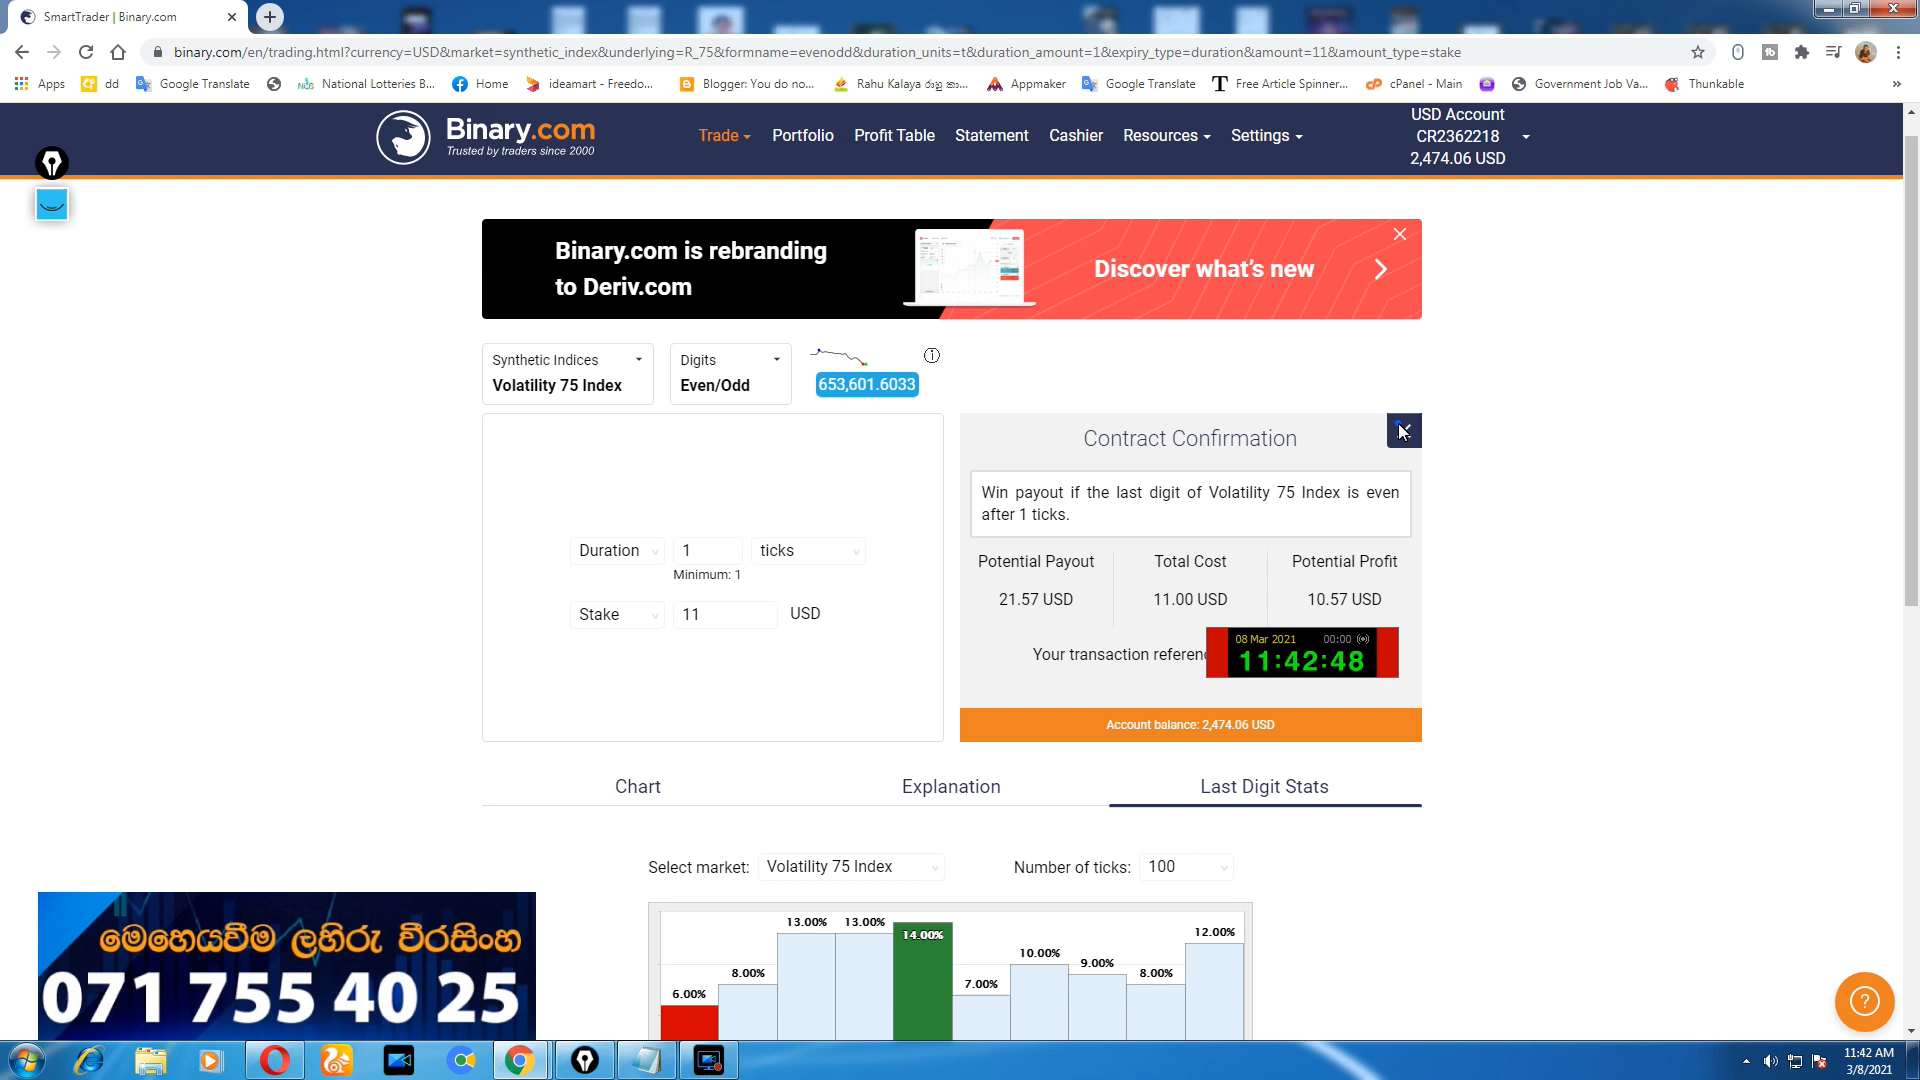 SmartTrader | Binary.com
binary.com/en/trading.html?currency=USD&market=synthetic_index&underlying=R_75&formname=evenodd&duration_units=t&duration_amount=1&expiry_type=duration&amount=11&amount_type=stake
Apps dd Google Translate National Lotteries B... Home ideamart - Freedo... Blogger: You do no... Rahu Kalaya රාහු කා... Appmaker Google Translate Free Article Spinner... cPanel - Main Government Job Va... Thunkable
Binary.com
Trusted by traders since 2000
Trade Portfolio Profit Table Statement Cashier Resources Settings
USD Account
CR2362218
2,474.06 USD
Binary.com is rebranding
to Deriv.com
Discover what's new
Synthetic Indices
Volatility 75 Index
Digits
Even/Odd
653,601.6033
Contract Confirmation
Win payout if the last digit of Volatility 75 Index is even
after 1 ticks.
Potential Payout Total Cost Potential Profit
21.57 USD 11.00 USD 10.57 USD
Duration 1 ticks
Minimum: 1
Stake 11 USD
Your transaction referen
08 Mar 2021 00:00
11:42:48
Account balance: 2,474.06 USD
Chart Explanation Last Digit Stats
Select market: Volatility 75 Index Number of ticks: 100
6.00% 8.00% 13.00% 13.00% 14.00% 7.00% 10.00% 9.00% 8.00% 12.00%
මෙහෙයවීම ලහිරු වීරසිංහ
071 755 40 25
11:42 AM
3/8/2021